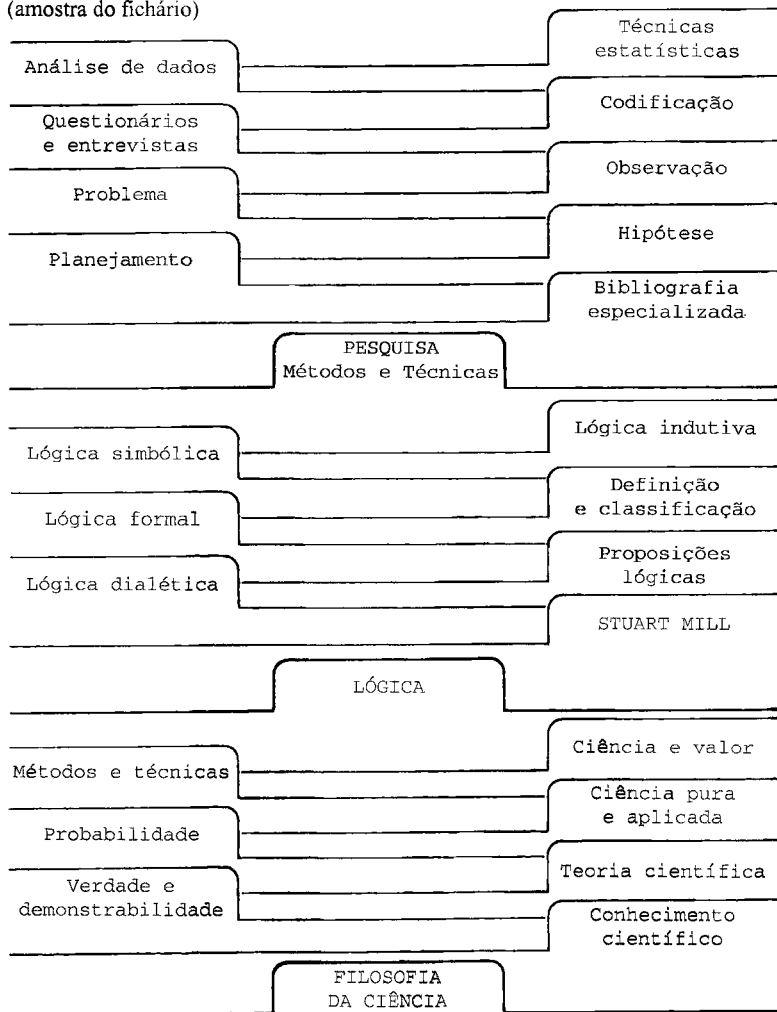 (amostra do fichário)
Técnicas
estatísticas
Análise de dados
Codificação
Questionários
e entrevistas
Observação
Problema
Hipótese
Planejamento
Bibliografia
especializada
PESQUISA
Métodos e Técnicas
Lógica indutiva
Lógica simbólica
Definição
e classificação
Lógica formal
Proposições
lógicas
Lógica dialética
STUART MILL
LÓGICA
Ciência e valor
Métodos e técnicas
Ciência pura
e aplicada
Probabilidade
Teoria científica
Verdade e
demonstrabilidade
Conhecimento
científico
FILOSOFIA
DA CIÊNCIA